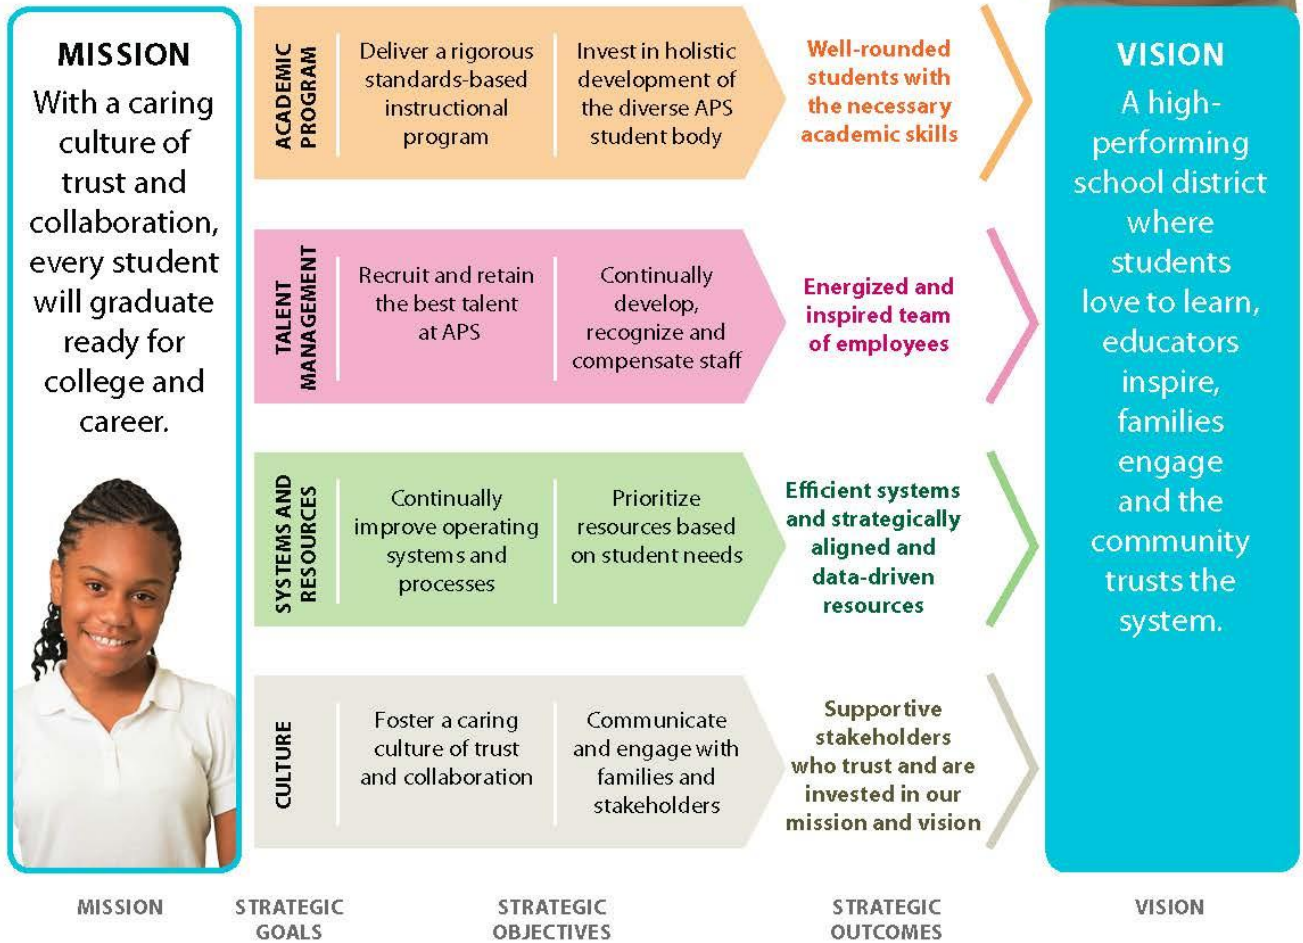 MISSION
With a caring
culture of
trust and
collaboration,
every student
will graduate
ready for
college and
career.
ACADEMIC
PROGRAM
Deliver a rigorous
standards-based
instructional
program
Invest in holistic
development of
the diverse APS
student body
Well-rounded
students with
the necessary
academic skills
TALENT
MANAGEMENT
Recruit and retain
the best talent
at APS
Continually
develop,
recognize and
compensate staff
Energized and
inspired team
of employees
SYSTEMS AND
RESOURCES
Continually
improve operating
systems and
processes
Prioritize
resources based
on student needs
Efficient systems
and strategically
aligned and
data-driven
resources
CULTURE
Foster a caring
culture of trust
and collaboration
Communicate
and engage with
families and
stakeholders
Supportive
stakeholders
who trust and are
invested in our
mission and vision
VISION
A high-
performing
school district
where
students
love to learn,
educators
inspire,
families
engage
and the
community
trusts the
system.
MISSION
STRATEGIC
GOALS
STRATEGIC
OBJECTIVES
STRATEGIC
OUTCOMES
VISION